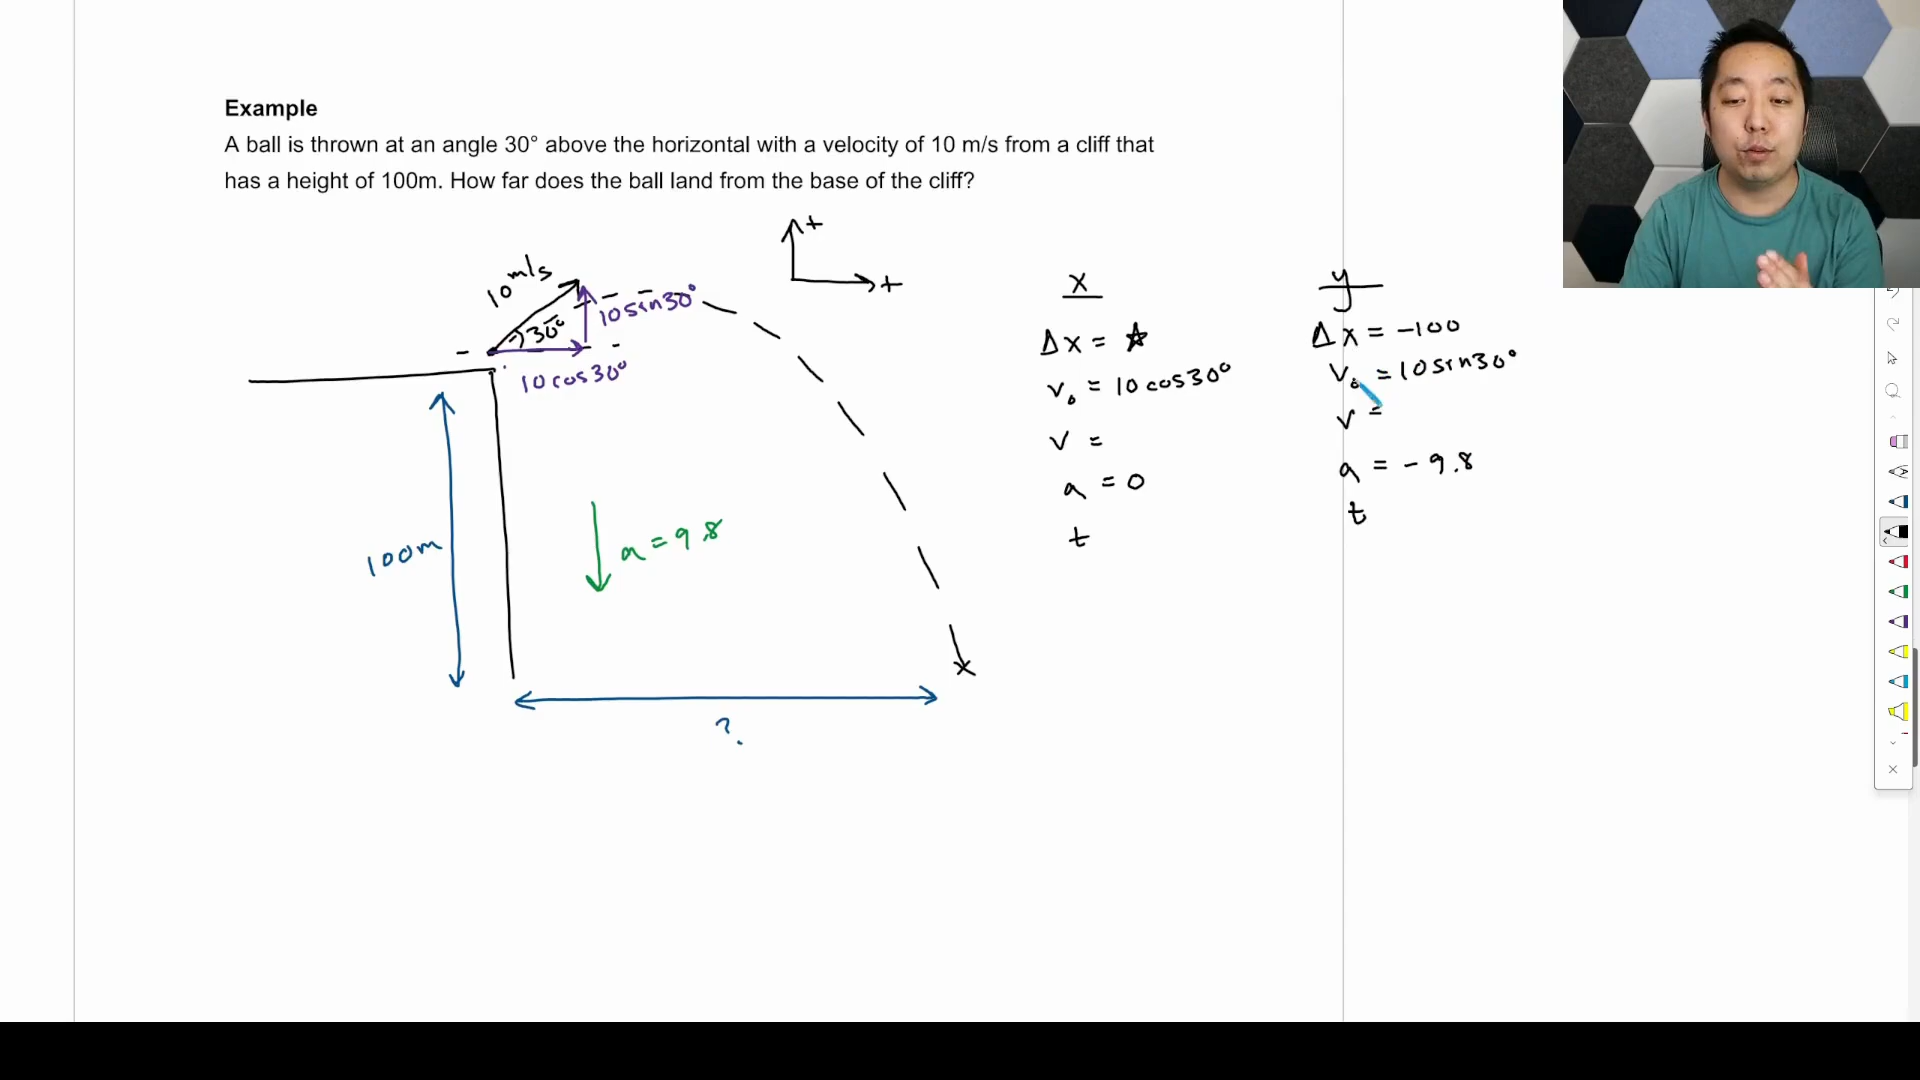 Example
A ball is thrown at an angle 30° above the horizontal with a velocity of 10 m/s from a cliff that
has a height of 100m. How far does the ball land from the base of the cliff?
+
+
10 m/s
30°
10sin30°
10cos30°
100m
a = 9.8
x
?
x
Δx = ☆
v₀ = 10cos30°
v =
a = 0
t
y
Δx = -100
v₀ = 10sin30°
v =
a = -9.8
t